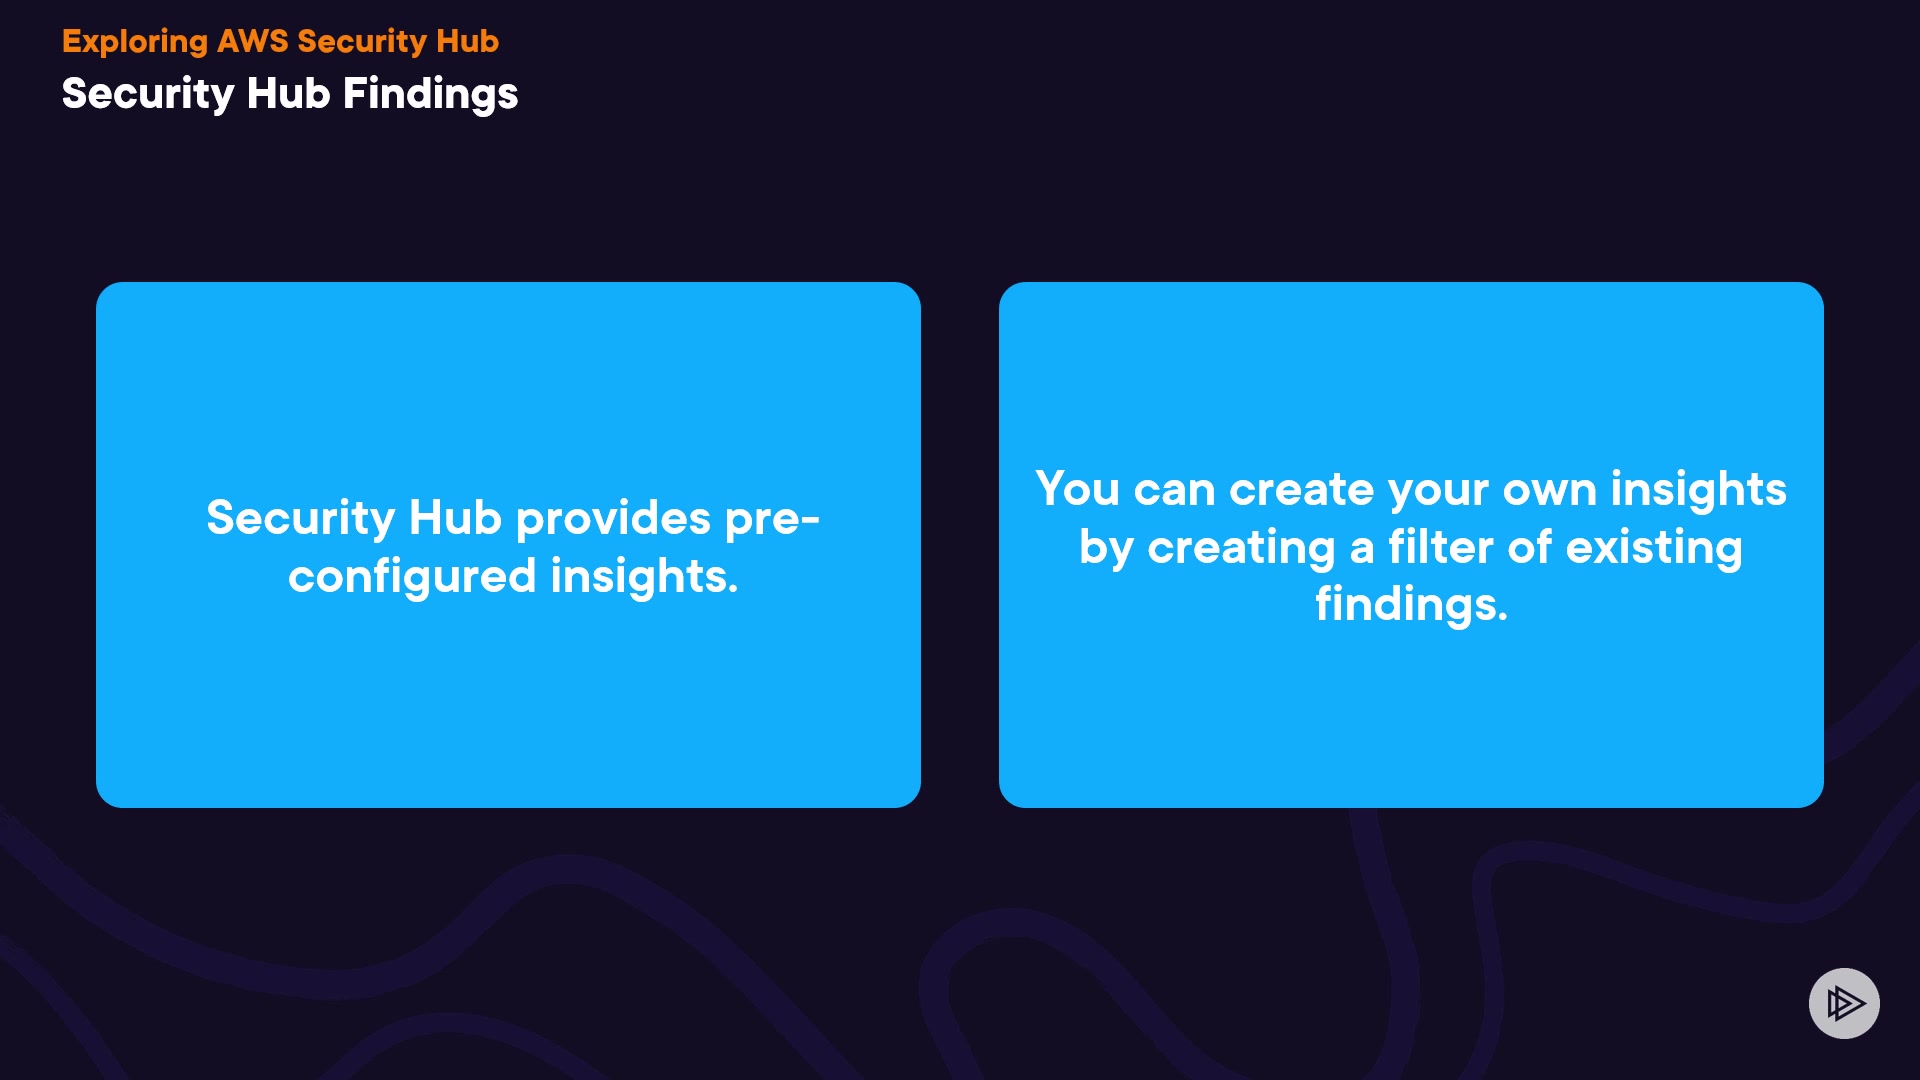 Exploring AWS Security Hub
Security Hub Findings
Security Hub provides pre-
configured insights.
You can create your own insights
by creating a filter of existing
findings.